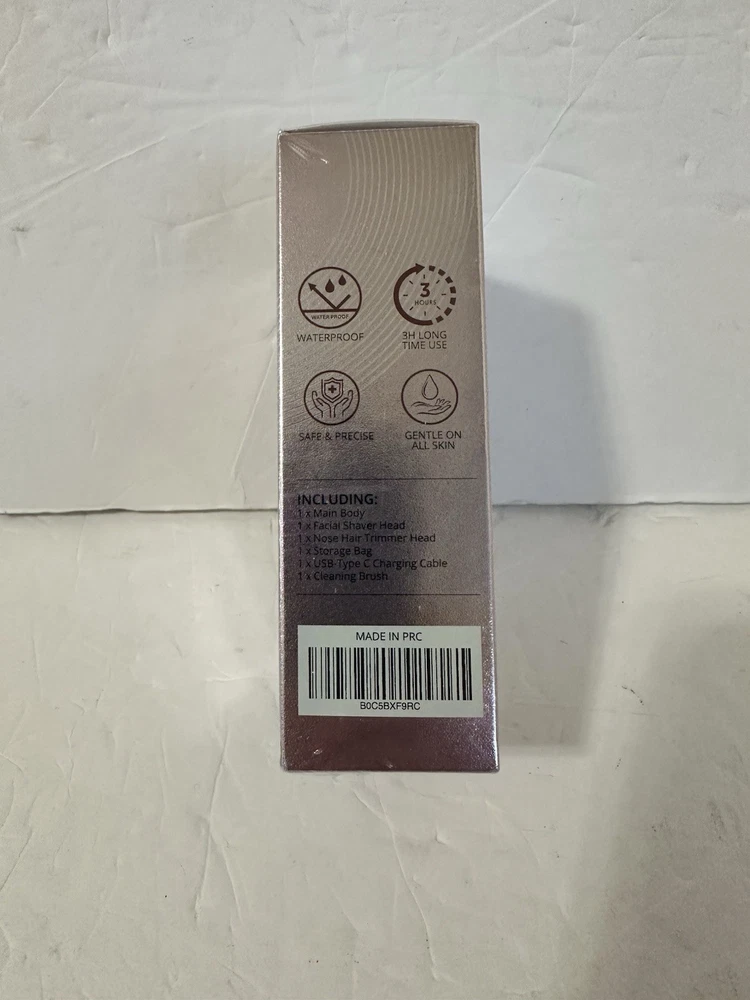 WATERPROOF
3
HOURS
WATERPROOF
3H LONG
TIME USE
SAFE & PRECISE
GENTLE ON
ALL SKIN
INCLUDING:
1 x Main Body
1 x Facial Shaver Head
1 x Nose Hair Trimmer Head
1 x Storage Bag
1 x USB-Type C Charging Cable
1 x Cleaning Brush
MADE IN PRC
B0C5BXF9RC